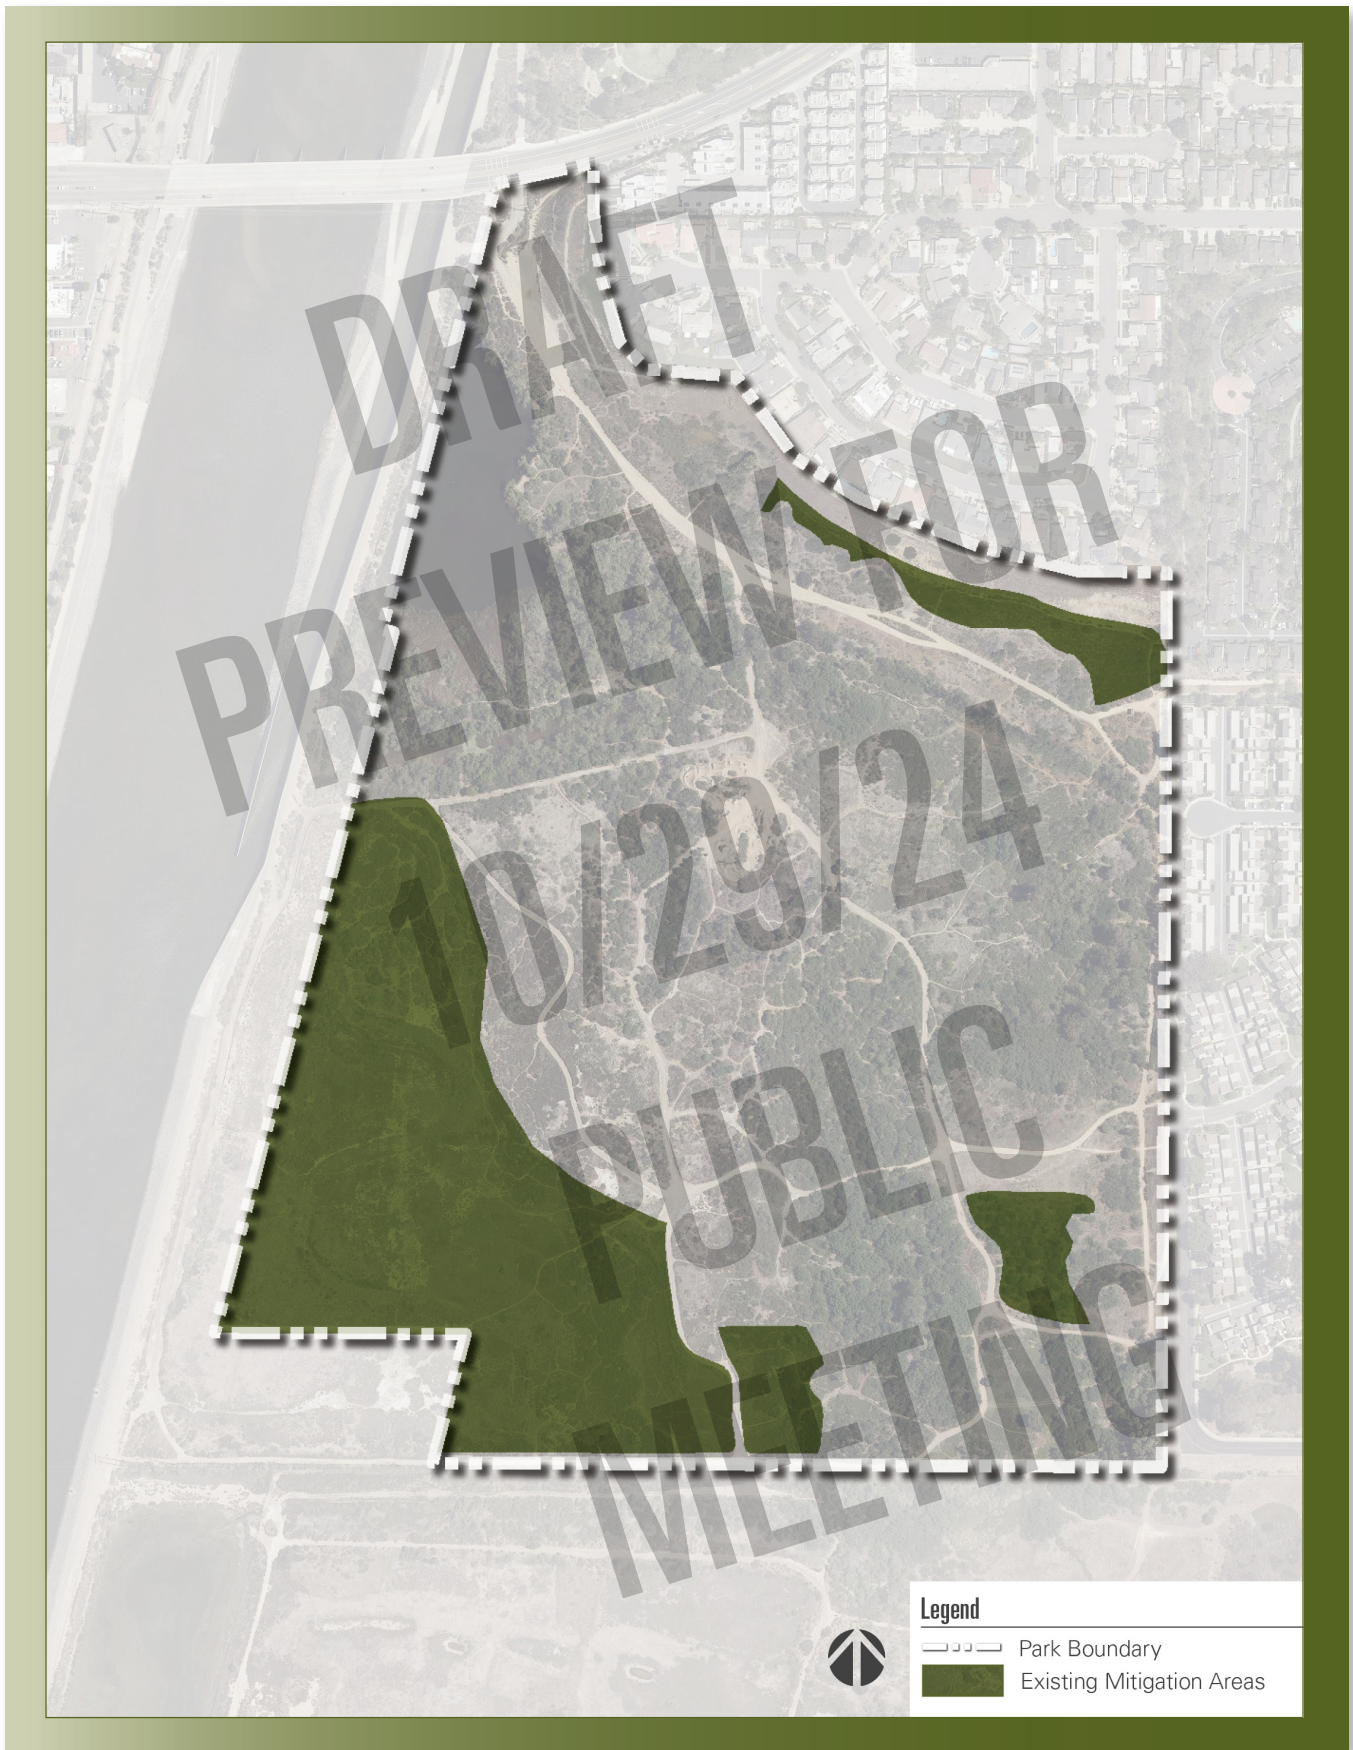 DRAFT
PREVIEW FOR
10/29/24
PUBLIC
MEETING
Legend
Park Boundary
Existing Mitigation Areas